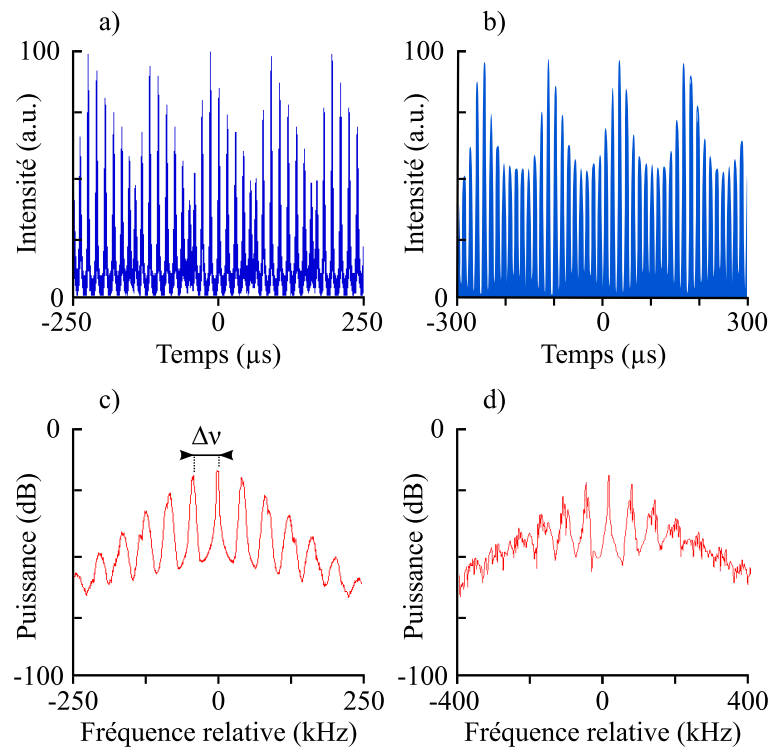 a)
100
Intensité (a.u.)
0
-250
0
250
Temps (µs)
b)
100
Intensité (a.u.)
0
-300
0
300
Temps (µs)
c)
0
Δν
Puissance (dB)
-100
-250
0
250
Fréquence relative (kHz)
d)
0
Puissance (dB)
-100
-400
0
400
Fréquence relative (kHz)